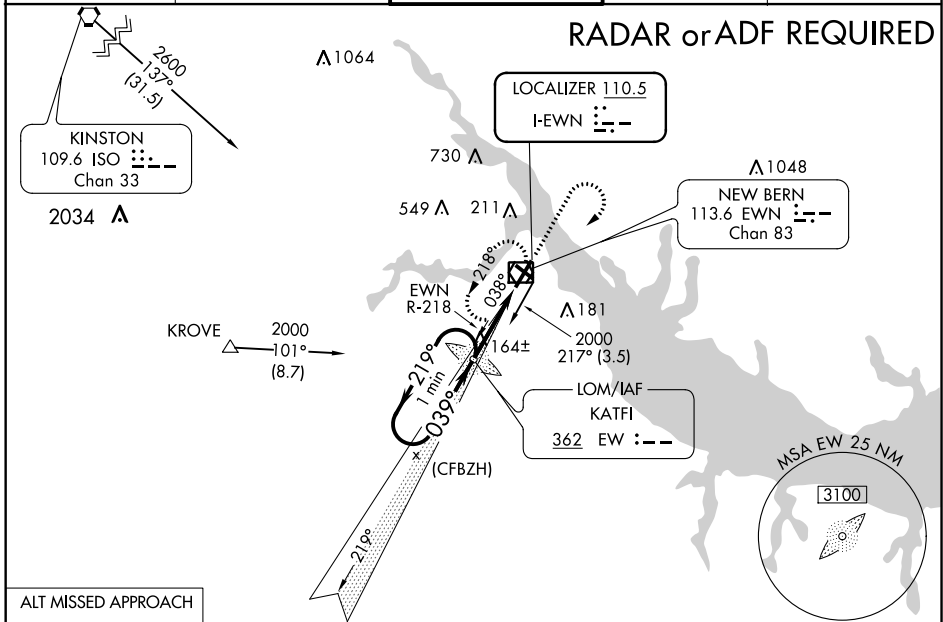 RADAR or ADF REQUIRED
2600
137°
(31.5)
1064
LOCALIZER 110.5
I-EWN
KINSTON
109.6 ISO
Chan 33
730
1048
2034
549
211
NEW BERN
113.6 EWN
Chan 83
218°
038°
EWN
R-218
181
KROVE
2000
101°
(8.7)
164±
2000
217° (3.5)
219°
1 min
039°
LOM/IAF
KATFI
362 EW
x
(CFBZH)
MSA EW 25 NM
3100
219°
ALT MISSED APPROACH